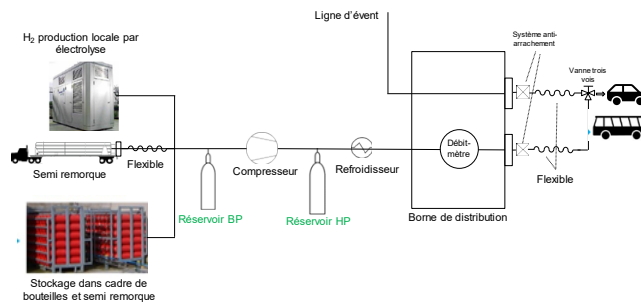 Ligne d'évent
H2 production locale par
électrolyse
Système anti-
arrachement
Vanne trois
vois
Débit-
mètre
Semi remorque
Flexible
Compresseur
Refroidisseur
Flexible
Réservoir BP
Réservoir HP
Borne de distribution
Stockage dans cadre de
bouteilles et semi remorque